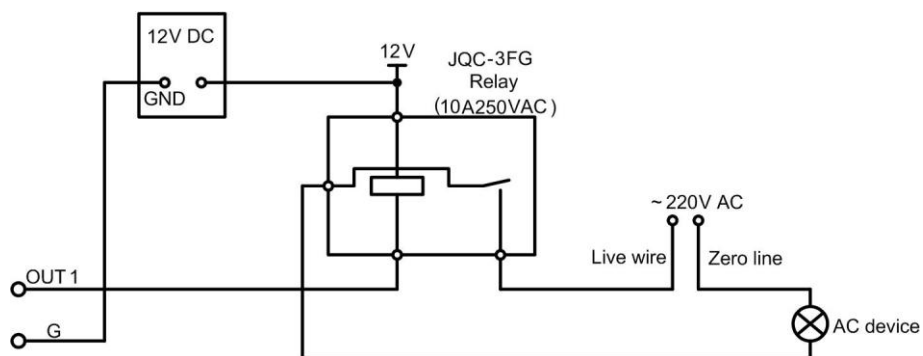 12V DC
GND
12V
JQC-3FG
Relay
(10A250VAC)
~220V AC
Live wire
Zero line
OUT 1
G
AC device